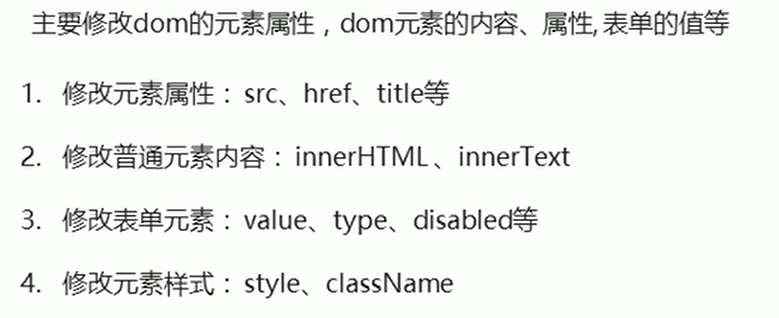 主要修改dom的元素属性，dom元素的内容、属性, 表单的值等
1. 修改元素属性：src、href、title等
2. 修改普通元素内容：innerHTML、innerText
3. 修改表单元素：value、type、disabled等
4. 修改元素样式：style、className